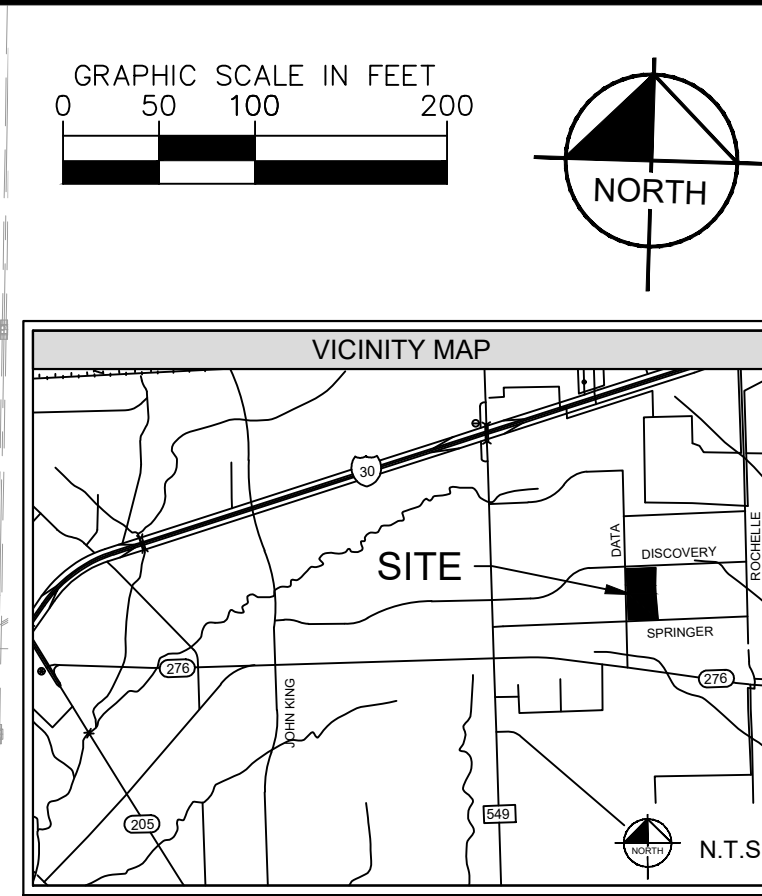 GRAPHIC SCALE IN FEET
0 50 100 200
NORTH
VICINITY MAP
30
DATA
DISCOVERY
ROCHELLE
SITE
SPRINGER
276
276
JOHN KING
205
549
NORTH
N.T.S